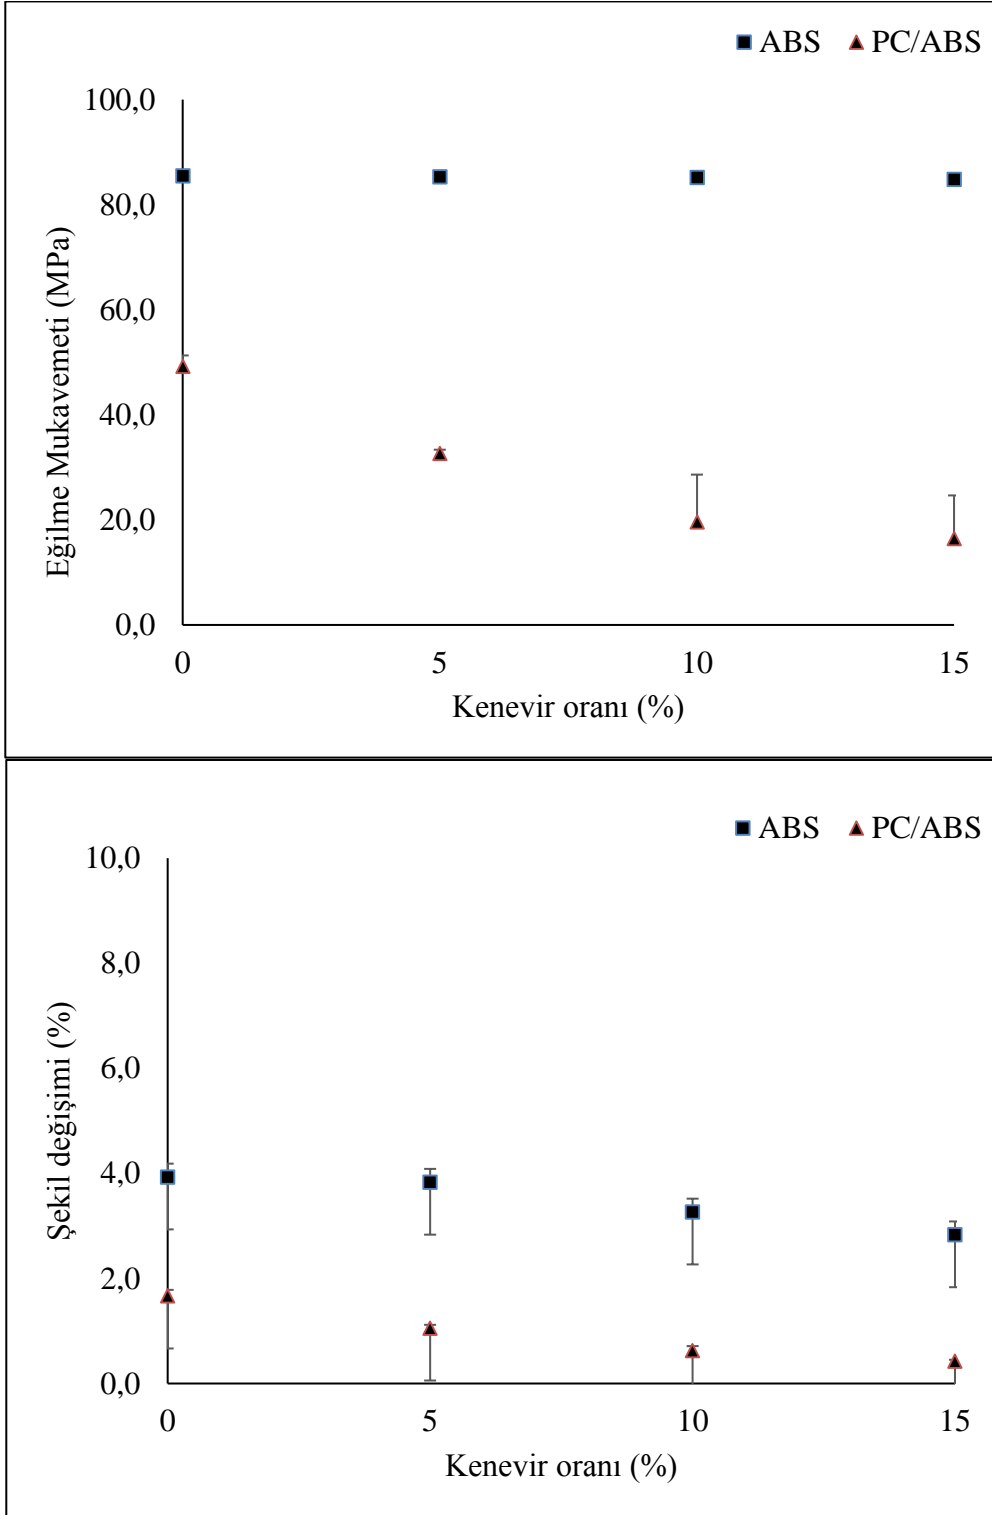 ABS PC/ABS
100,0
80,0
60,0
40,0
20,0
0,0
Eğilme Mukavemeti (MPa)
0 5 10 15
Kenevir oranı (%)
ABS PC/ABS
10,0
8,0
6,0
4,0
2,0
0,0
Şekil değişimi (%)
0 5 10 15
Kenevir oranı (%)